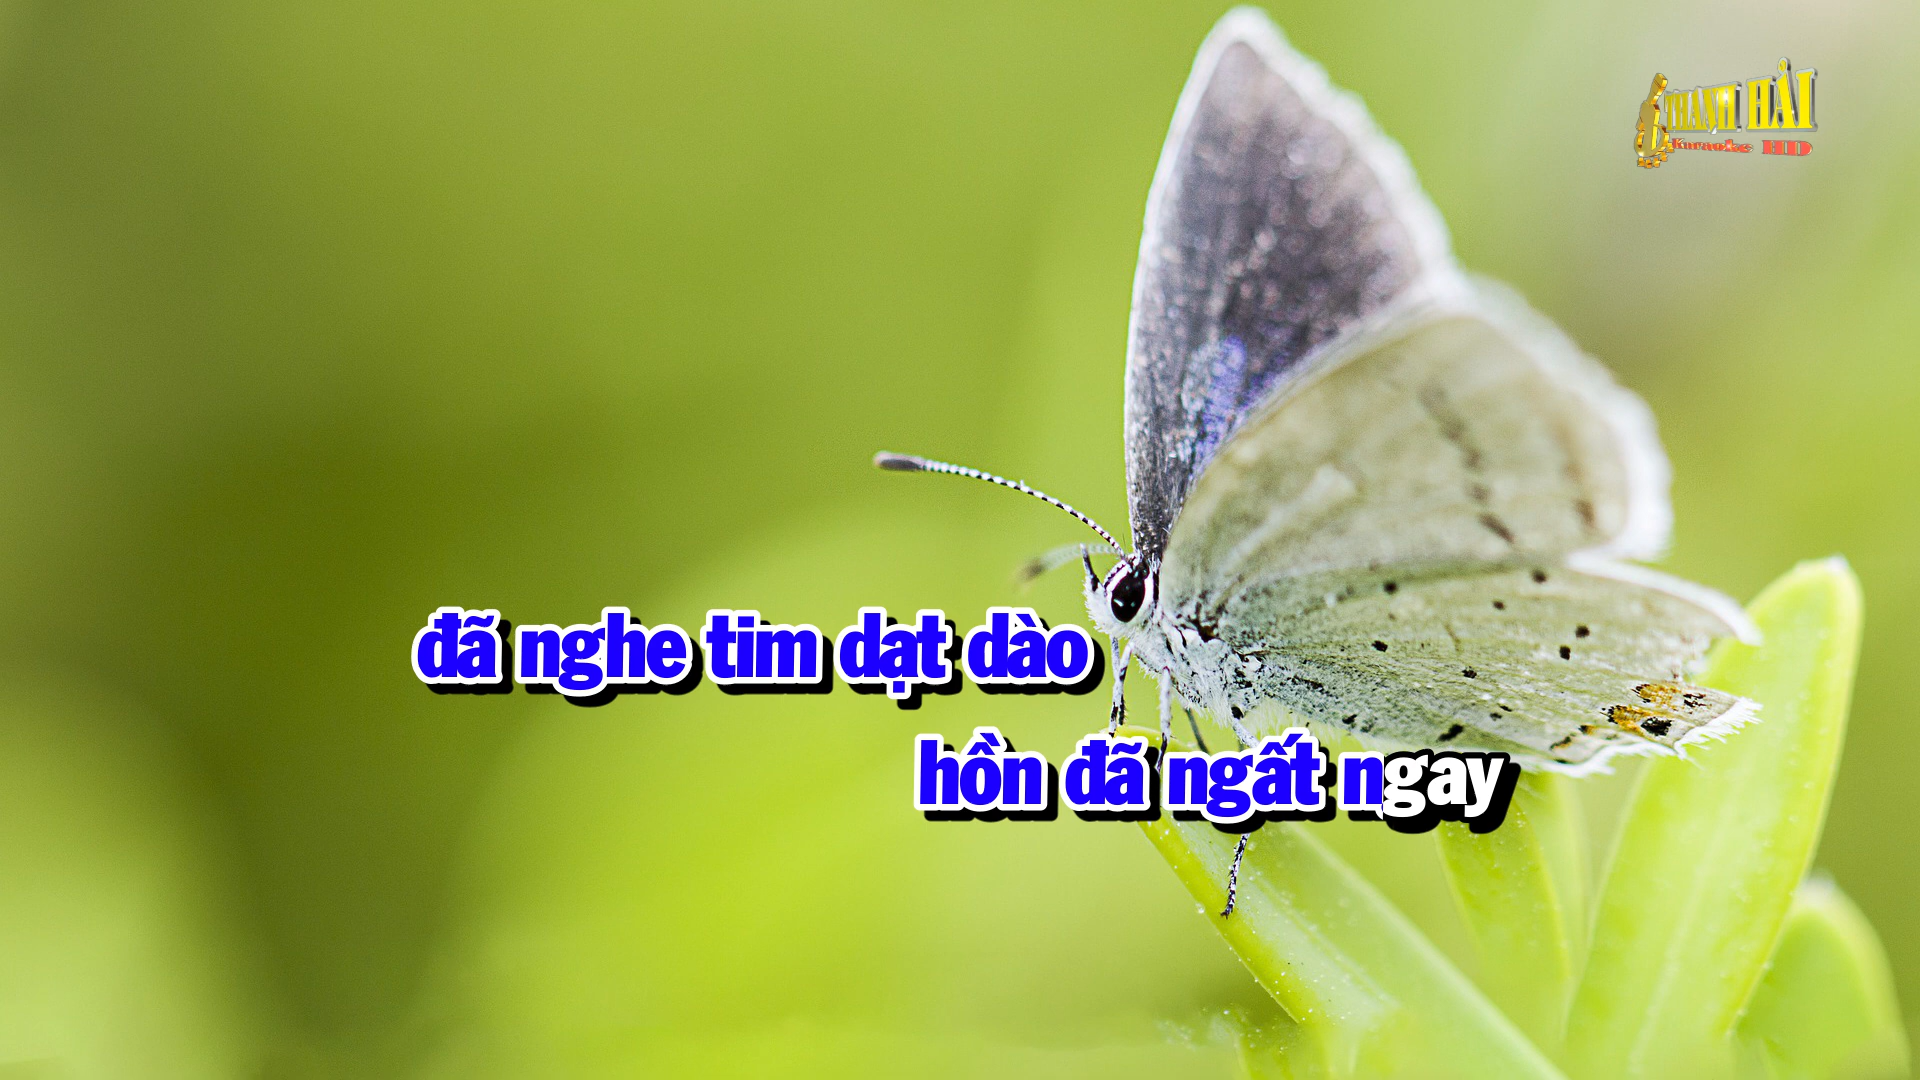 THANH HẢI
Karaoke HD
đã nghe tim dạt dào
hồn đã ngất ngay